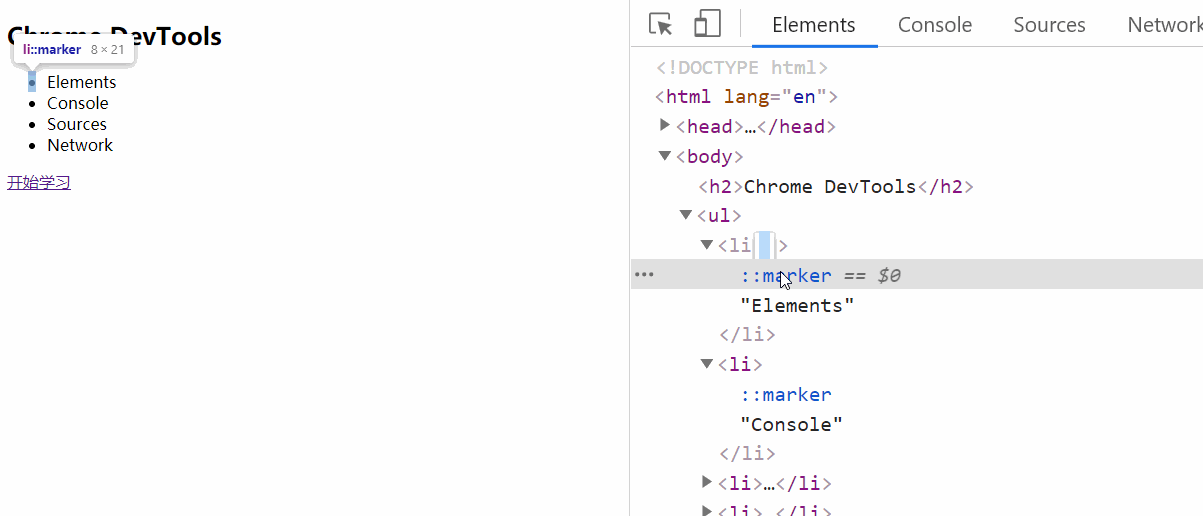 Chrome DevTools
li::marker 8 × 21
Elements
Console
Sources
Network
开始学习
Elements Console Sources Network
<!DOCTYPE html>
<html lang="en">
<head>…</head>
<body>
<h2>Chrome DevTools</h2>
<ul>
<li >
••• ::marker == $0
"Elements"
</li>
<li>
::marker
"Console"
</li>
<li>…</li>
<li>…</li>